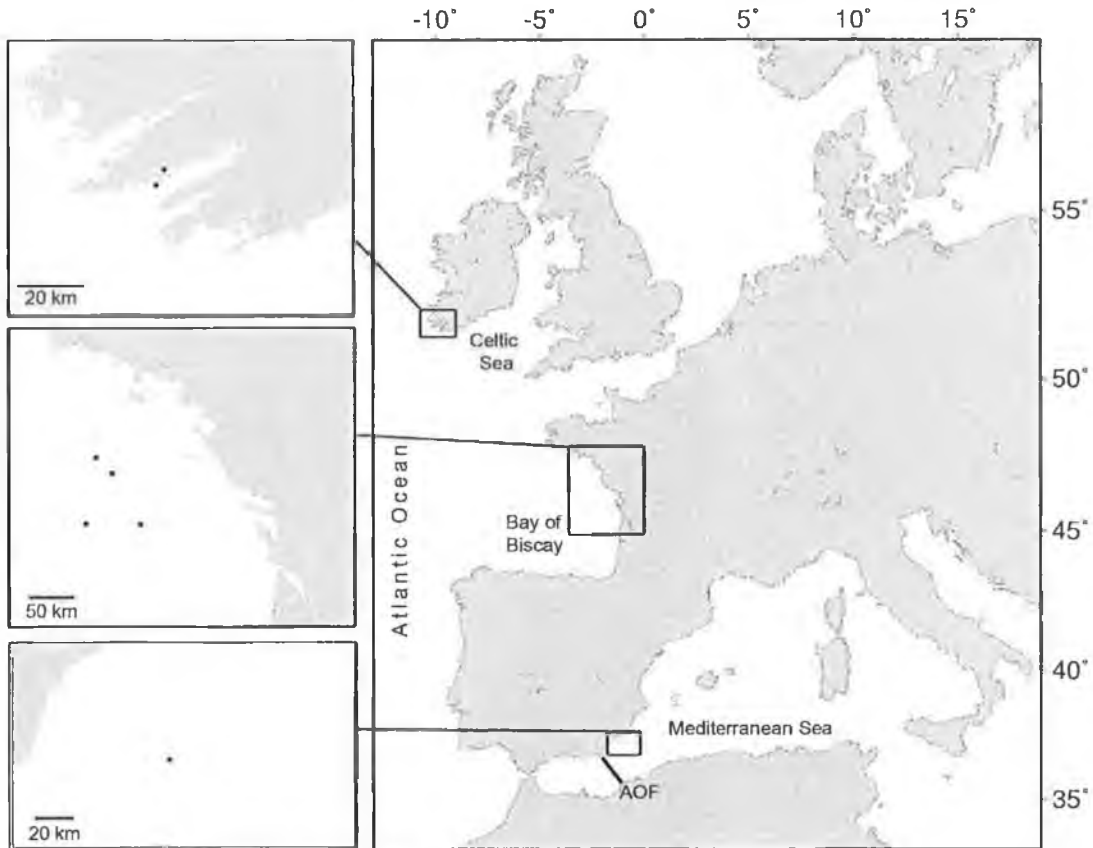 -10° -5° 0° 5° 10° 15°
20 km
55°
Celtic
Sea
50°
Atlantic Ocean
Bay of
Biscay
45°
50 km
40°
Mediterranean Sea
AOF
35°
20 km